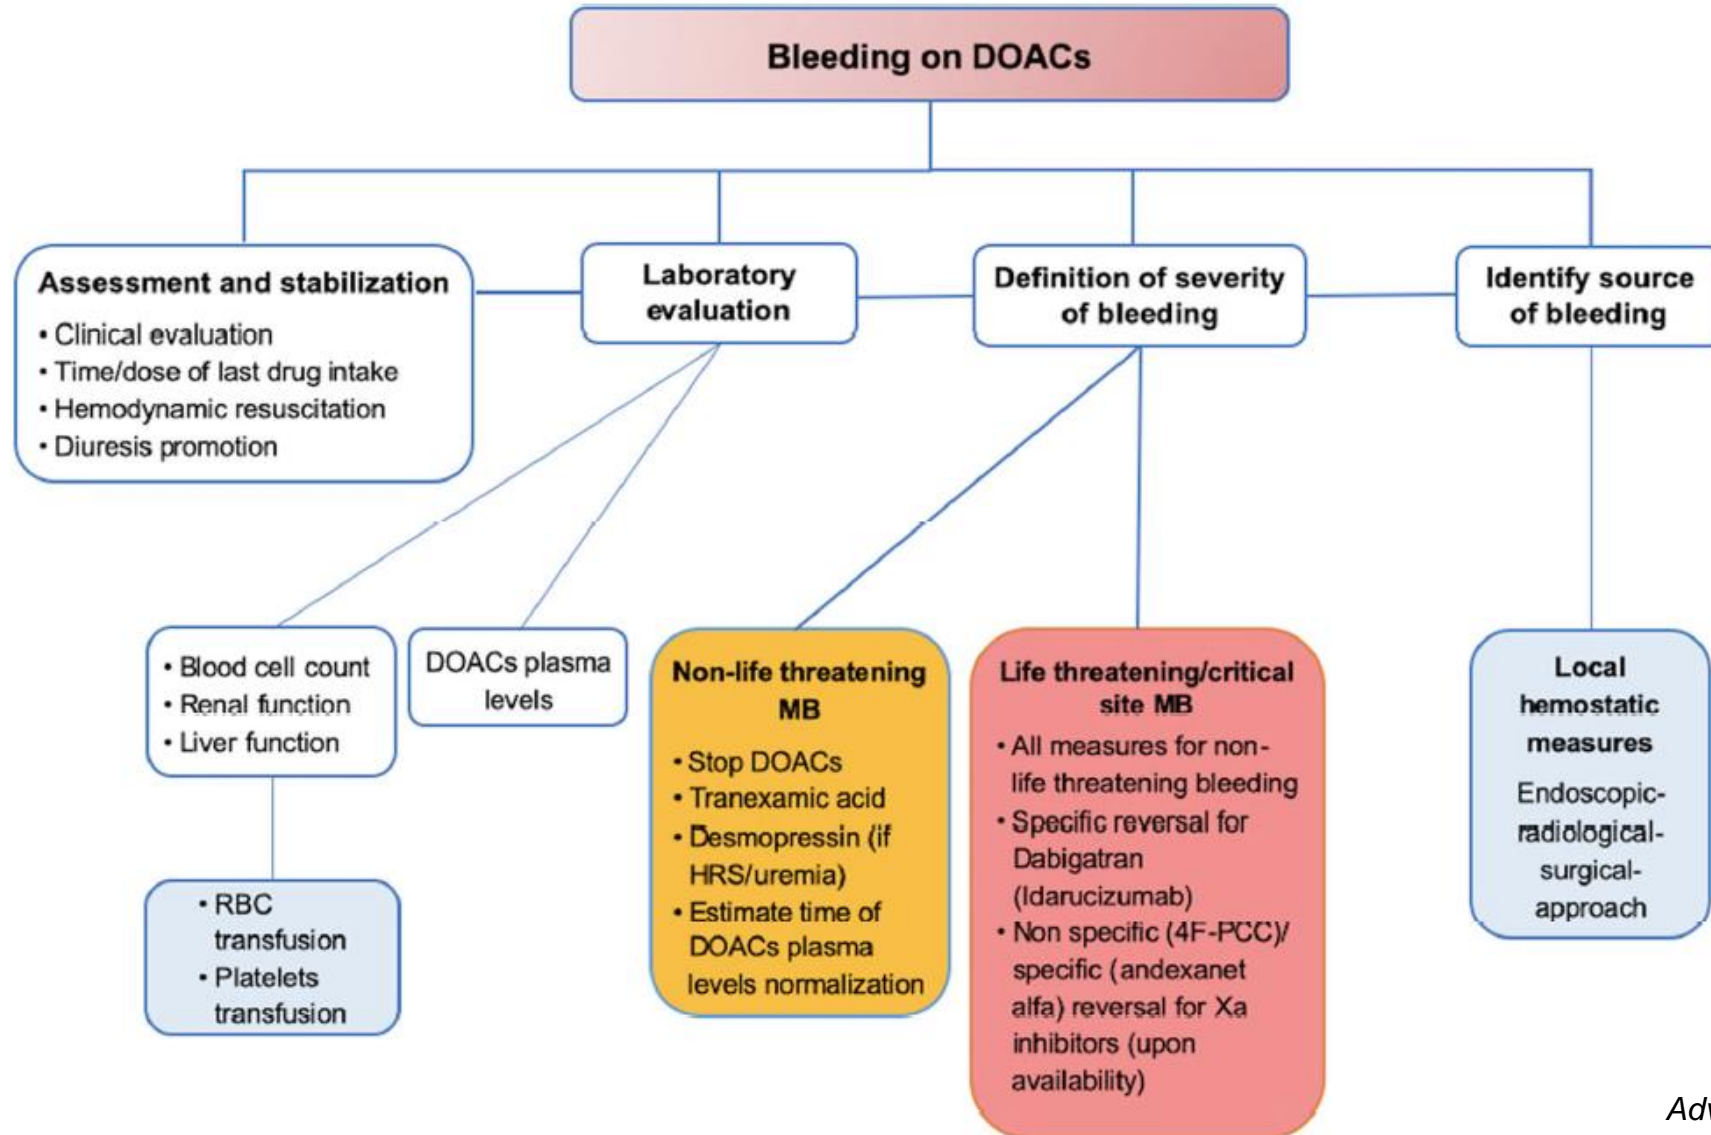 Bleeding on DOACs
Assessment and stabilization
• Clinical evaluation
• Time/dose of last drug intake
• Hemodynamic resuscitation
• Diuresis promotion
Laboratory
evaluation
Definition of severity
of bleeding
Identify source
of bleeding
• Blood cell count
• Renal function
• Liver function
DOACs plasma
levels
• RBC
transfusion
• Platelets
transfusion
Non-life threatening
MB
• Stop DOACs
• Tranexamic acid
• Desmopressin (if
HRS/uremia)
• Estimate time of
DOACs plasma
levels normalization
Life threatening/critical
site MB
• All measures for non-
life threatening bleeding
• Specific reversal for
Dabigatran
(Idarucizumab)
• Non specific (4F-PCC)/
specific (andexanet
alfa) reversal for Xa
inhibitors (upon
availability)
Local
hemostatic
measures
Endoscopic-
radiological-
surgical-
approach